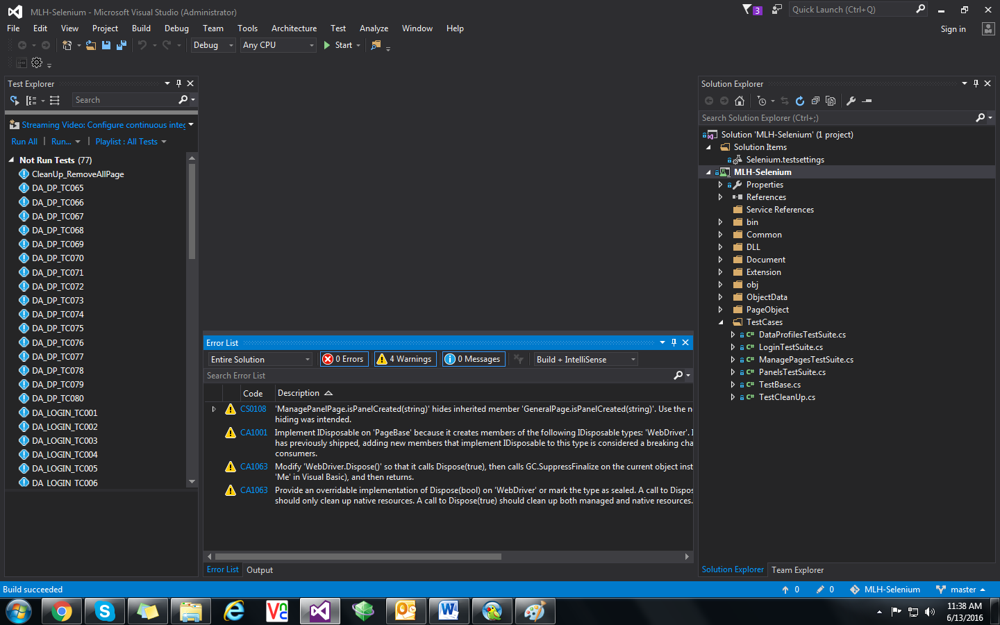 MLH-Selenium - Microsoft Visual Studio (Administrator)
3
Quick Launch (Ctrl+Q)
File Edit View Project Build Debug Team Tools Architecture Test Analyze Window Help
Sign in
Debug Any CPU Start
Test Explorer
Search
Streaming Video: Configure continuous integ
Run All Run... Playlist : All Tests
Not Run Tests (77)
CleanUp_RemoveAllPage
DA_DP_TC065
DA_DP_TC066
DA_DP_TC067
DA_DP_TC068
DA_DP_TC069
DA_DP_TC070
DA_DP_TC071
DA_DP_TC072
DA_DP_TC073
DA_DP_TC074
DA_DP_TC075
DA_DP_TC076
DA_DP_TC077
DA_DP_TC078
DA_DP_TC079
DA_DP_TC080
DA_LOGIN_TC001
DA_LOGIN_TC002
DA_LOGIN_TC003
DA_LOGIN_TC004
DA_LOGIN_TC005
DA_LOGIN_TC006
Error List
Entire Solution 0 Errors 4 Warnings 0 Messages Build + IntelliSense
Search Error List
Code Description
CS0108 'ManagePanelPage.isPanelCreated(string)' hides inherited member 'GeneralPage.isPanelCreated(string)'. Use the n
hiding was intended.
CA1001 Implement IDisposable on 'PageBase' because it creates members of the following IDisposable types: 'WebDriver'. I
has previously shipped, adding new members that implement IDisposable to this type is considered a breaking cha
consumers.
CA1063 Modify 'WebDriver.Dispose()' so that it calls Dispose(true), then calls GC.SuppressFinalize on the current object inst
'Me' in Visual Basic), and then returns.
CA1063 Provide an overridable implementation of Dispose(bool) on 'WebDriver' or mark the type as sealed. A call to Dispos
should only clean up native resources. A call to Dispose(true) should clean up both managed and native resources.
Error List Output
Solution Explorer
Search Solution Explorer (Ctrl+;)
Solution 'MLH-Selenium' (1 project)
Solution Items
Selenium.testsettings
MLH-Selenium
Properties
References
Service References
bin
Common
DLL
Document
Extension
obj
ObjectData
PageObject
TestCases
C# DataProfilesTestSuite.cs
C# LoginTestSuite.cs
C# ManagePagesTestSuite.cs
C# PanelsTestSuite.cs
C# TestBase.cs
C# TestCleanUp.cs
Solution Explorer Team Explorer
Build succeeded
0 0 MLH-Selenium master
11:38 AM
6/13/2016